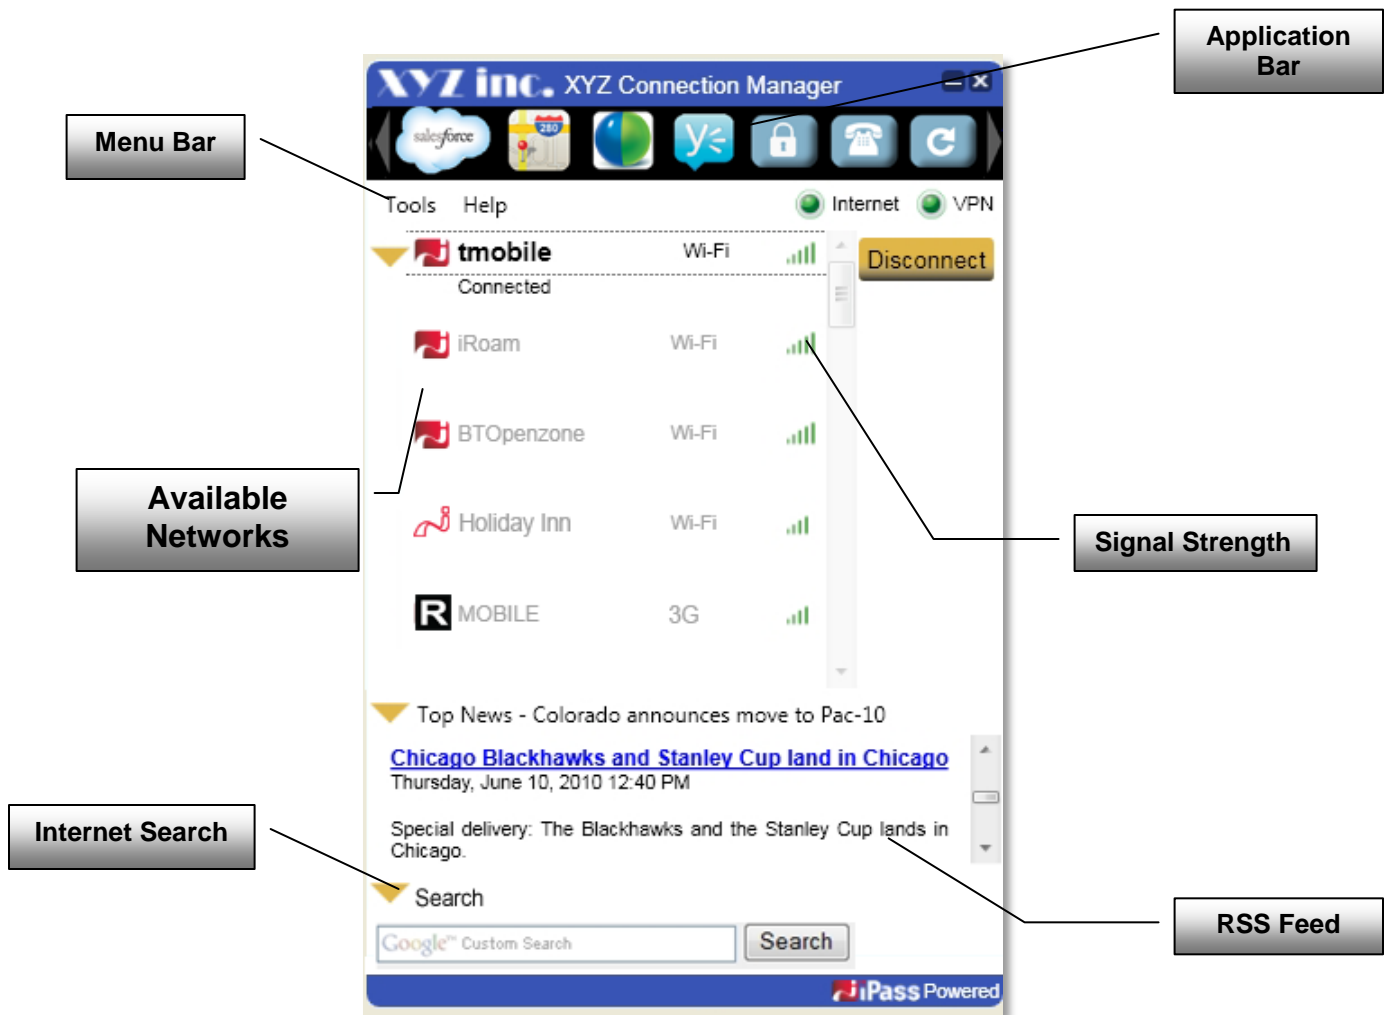 Application
Bar
XYZ inc. XYZ Connection Manager
Menu Bar
salesforce
280
Tools Help Internet VPN
tmobile Wi-Fi Disconnect
Connected
iRoam Wi-Fi
BTOpenzone Wi-Fi
Available
Networks
Holiday Inn Wi-Fi
Signal Strength
R MOBILE 3G
Top News - Colorado announces move to Pac-10
Chicago Blackhawks and Stanley Cup land in Chicago
Thursday, June 10, 2010 12:40 PM
Internet Search
Special delivery: The Blackhawks and the Stanley Cup lands in
Chicago.
Search
RSS Feed
Google™ Custom Search Search
iPass Powered